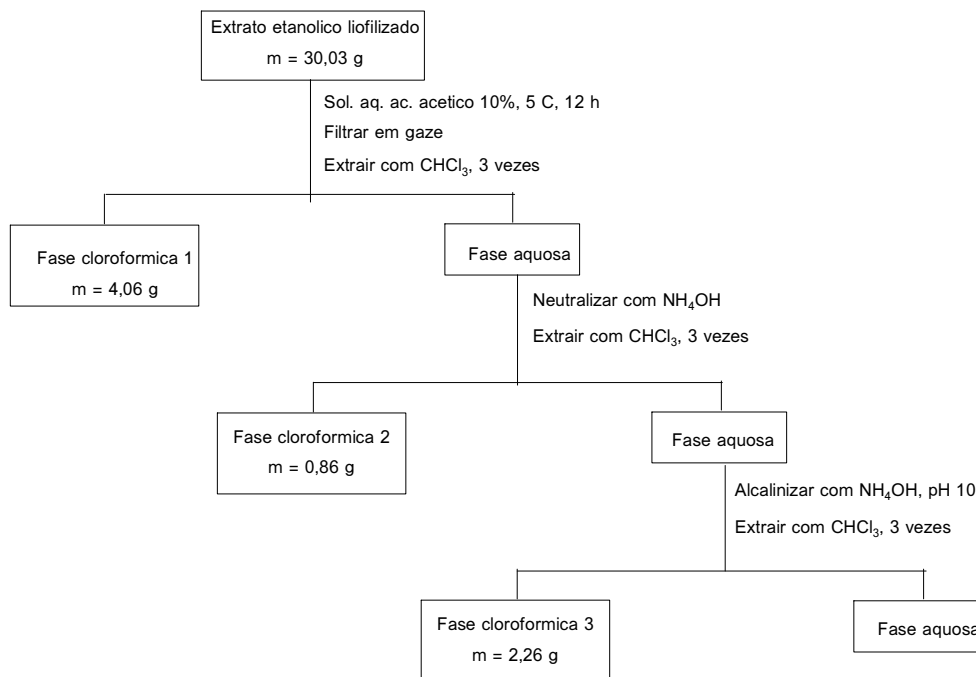 Extrato etanolico liofilizado
m = 30,03 g
Sol. aq. ac. acetico 10%, 5 C, 12 h
Filtrar em gaze
Extrair com CHCl₃, 3 vezes
Fase cloroformica 1
m = 4,06 g
Fase aquosa
Neutralizar com NH₄OH
Extrair com CHCl₃, 3 vezes
Fase cloroformica 2
m = 0,86 g
Fase aquosa
Alcalinizar com NH₄OH, pH 10
Extrair com CHCl₃, 3 vezes
Fase cloroformica 3
m = 2,26 g
Fase aquosa